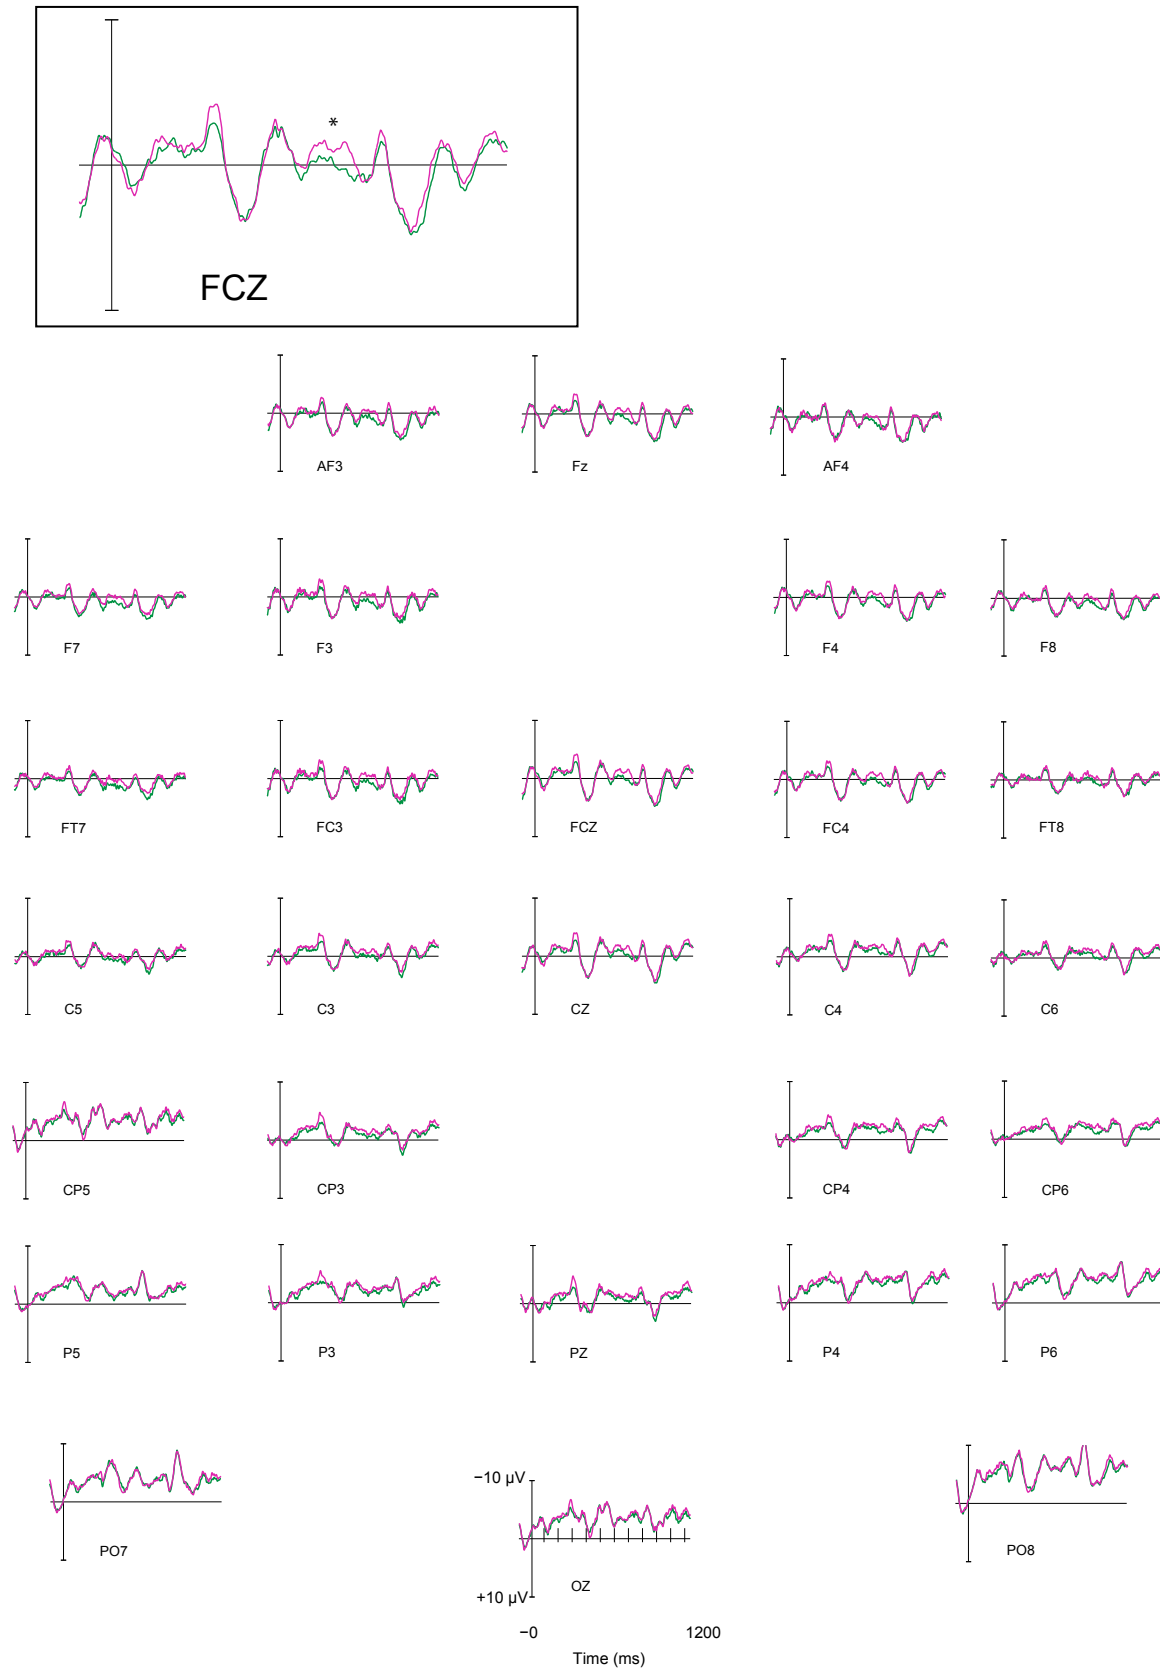 *
FCZ
AF3 Fz AF4
F7 F3 F4 F8
FT7 FC3 FCZ FC4 FT8
C5 C3 CZ C4 C6
CP5 CP3 CP4 CP6
P5 P3 PZ P4 P6
−10 µV
PO7 PO8
OZ
+10 µV
−0 1200
Time (ms)